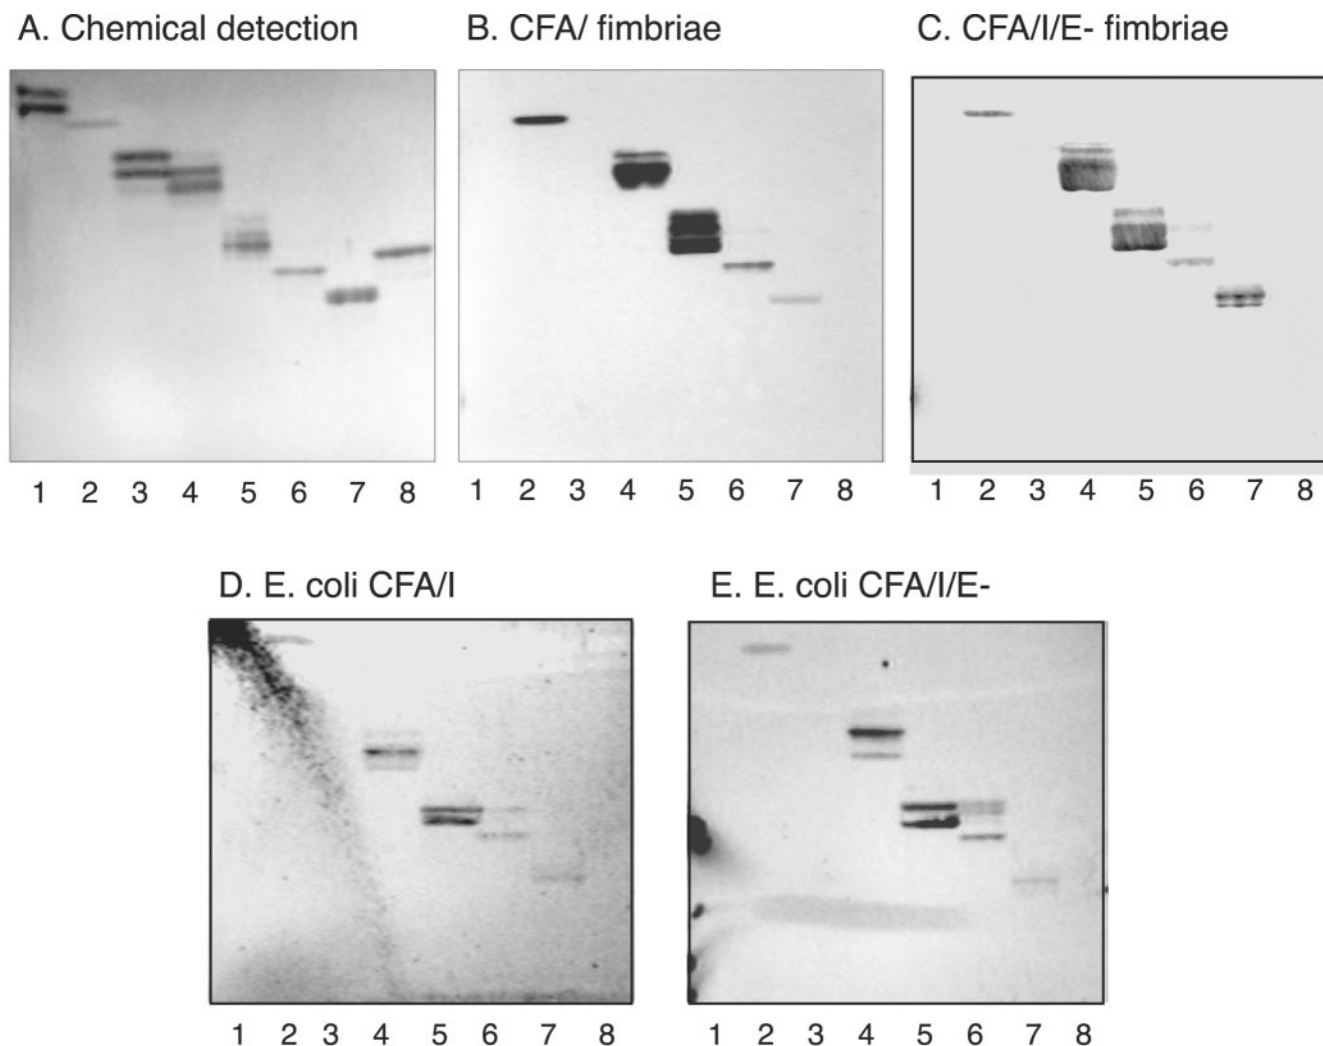 A. Chemical detection
B. CFA/ fimbriae
C. CFA/I/E- fimbriae
1 2 3 4 5 6 7 8
1 2 3 4 5 6 7 8
1 2 3 4 5 6 7 8
D. E. coli CFA/I
E. E. coli CFA/I/E-
1 2 3 4 5 6 7 8
1 2 3 4 5 6 7 8